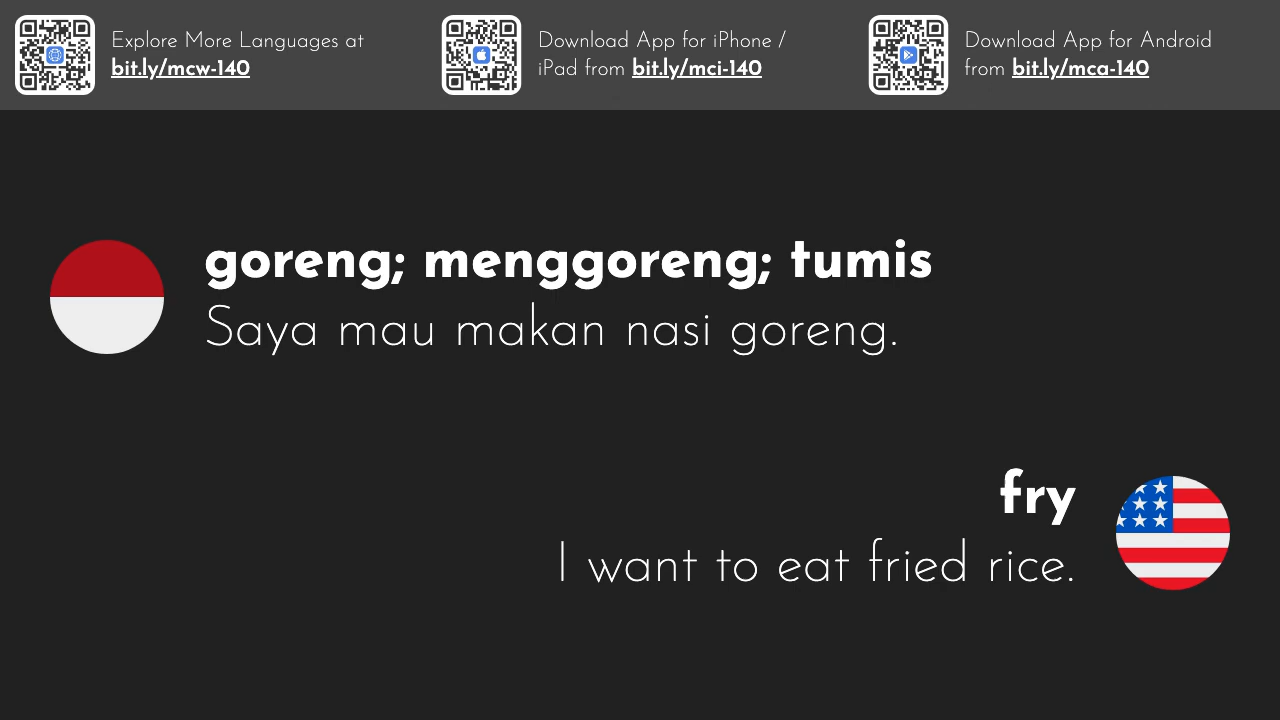 Explore More Languages at
bit.ly/mcw-140
Download App for iPhone /
iPad from bit.ly/mci-140
Download App for Android
from bit.ly/mca-140
goreng; menggoreng; tumis
Saya mau makan nasi goreng.
fry
I want to eat fried rice.